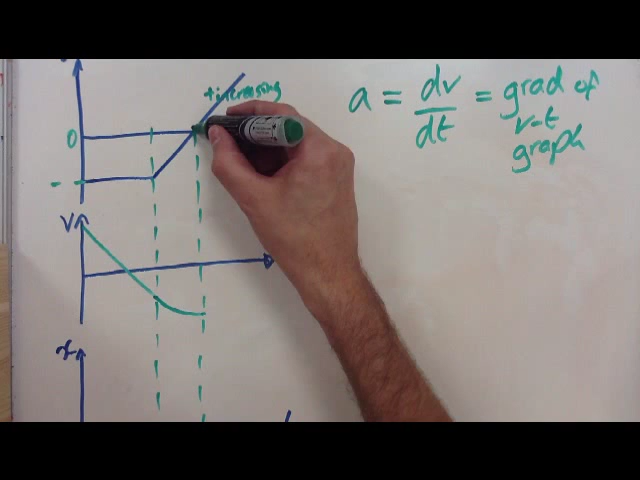 +increasing
0
-
V
x
a = dv/dt = grad of
v-t
graph